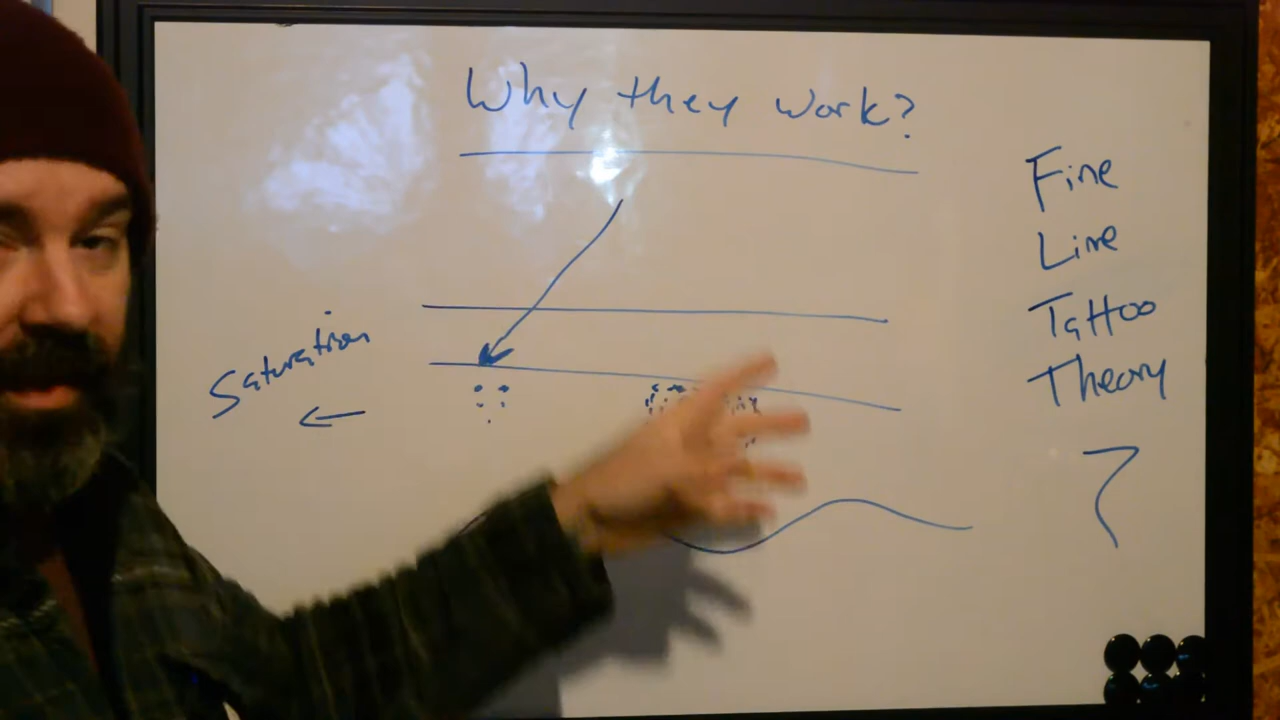 Why they work?
Saturation
Fine
Line
Tattoo
Theory
?